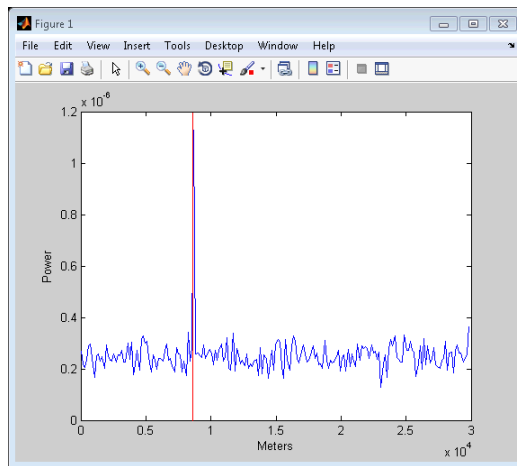 Figure 1
File Edit View Insert Tools Desktop Window Help
x 10^-6
1.2
1
0.8
0.6
0.4
0.2
0
Power
0 0.5 1 1.5 2 2.5 3
Meters
x 10^4